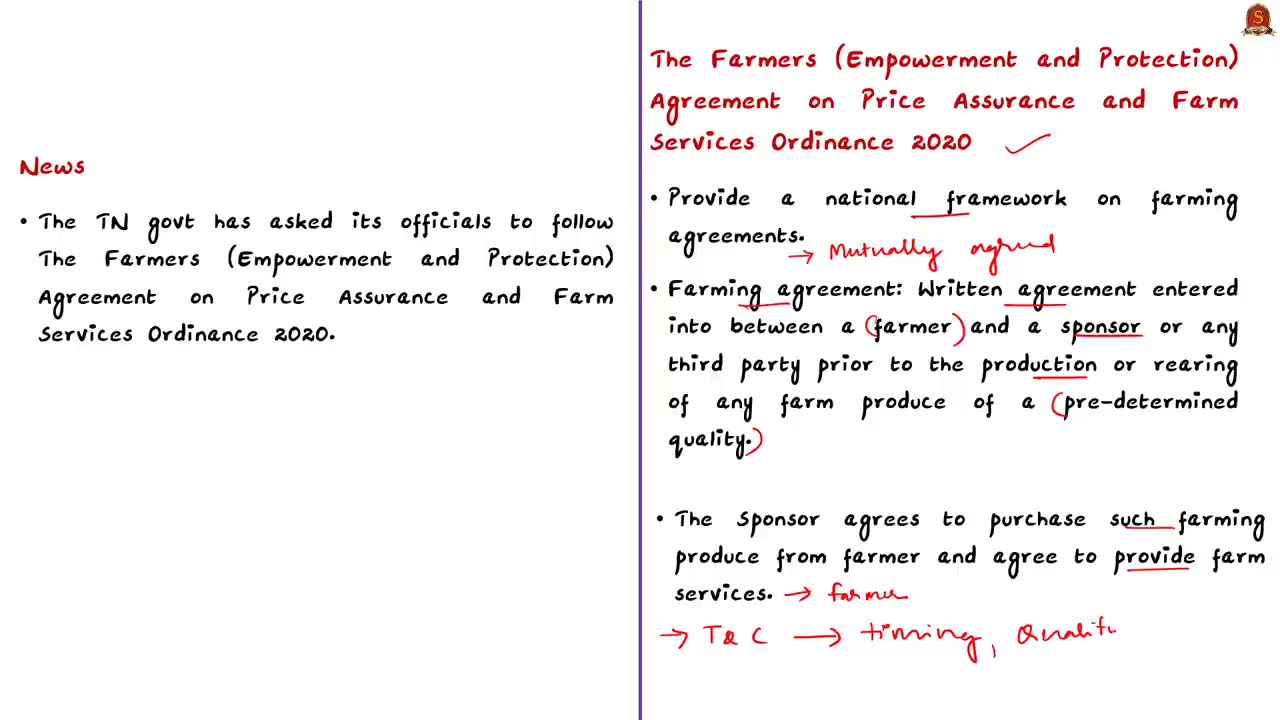 News
• The TN govt has asked its officials to follow
The Farmers (Empowerment and Protection)
Agreement on Price Assurance and Farm
Services Ordinance 2020.
The Farmers (Empowerment and Protection)
Agreement on Price Assurance and Farm
Services Ordinance 2020
• Provide a national framework on farming
agreements.
→ Mutually agreed
• Farming agreement: Written agreement entered
into between a (farmer) and a sponsor or any
third party prior to the production or rearing
of any farm produce of a (pre-determined
quality.)
• The Sponsor agrees to purchase such farming
produce from farmer and agree to provide farm
services. → farmer
→ T & C → timing, Qualit
S